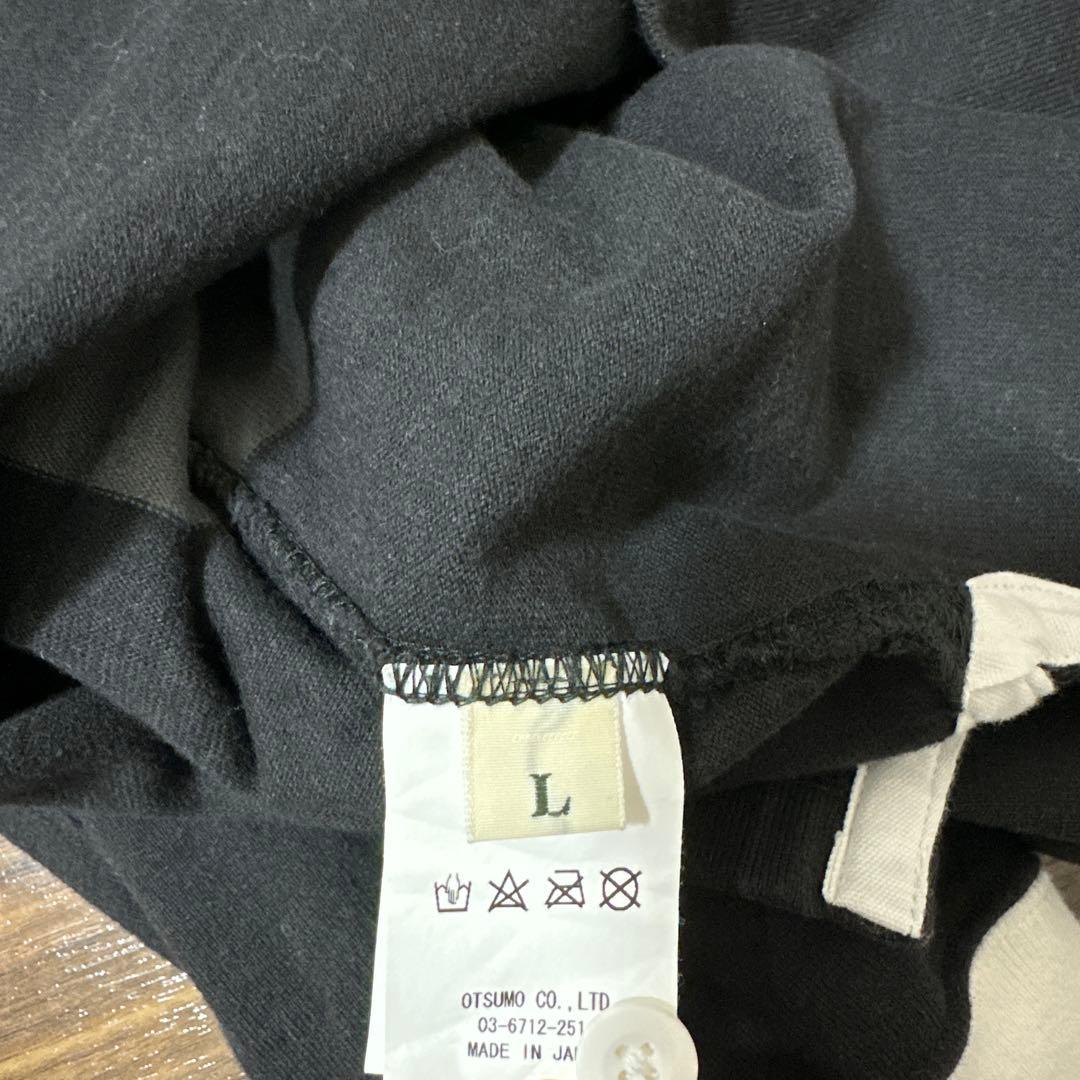 L
OTSUMO CO.,LTD
03-6712-251
MADE IN JA